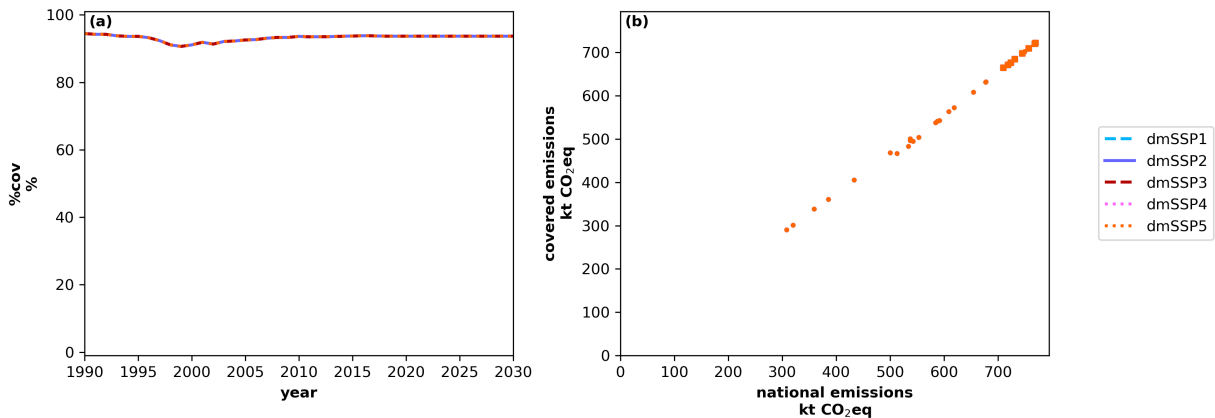 (a)
100
80
60
40
20
0
%cov
%
1990 1995 2000 2005 2010 2015 2020 2025 2030
year
(b)
700
600
500
400
300
200
100
0
covered emissions
kt CO₂eq
0 100 200 300 400 500 600 700
national emissions
kt CO₂eq
dmSSP1
dmSSP2
dmSSP3
dmSSP4
dmSSP5